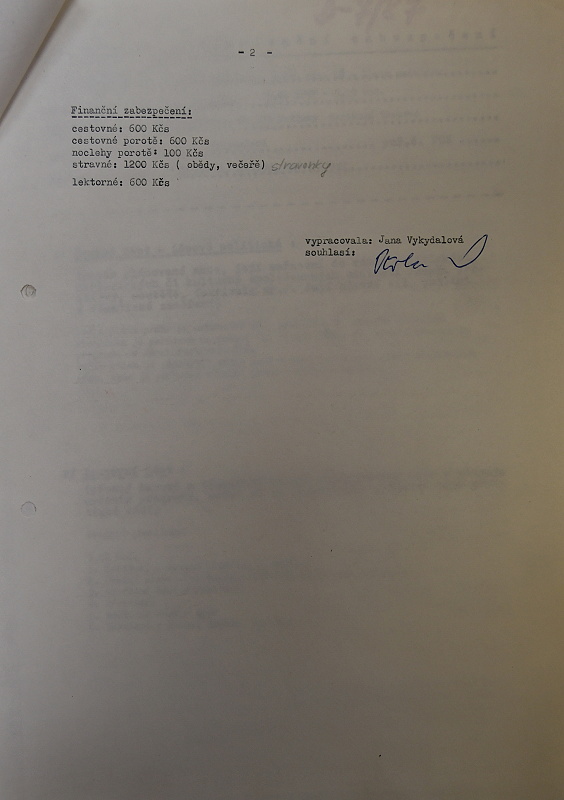 - 2 -
Finanční zabezpečení:
cestovné: 600 Kčs
cestovné porotě: 600 Kčs
noclehy porotě: 100 Kčs
stravné: 1200 Kčs ( obědy, večeře) stravenky
lektorné: 600 Kčs
vypracovala: Jana Vykydalová
souhlasí: